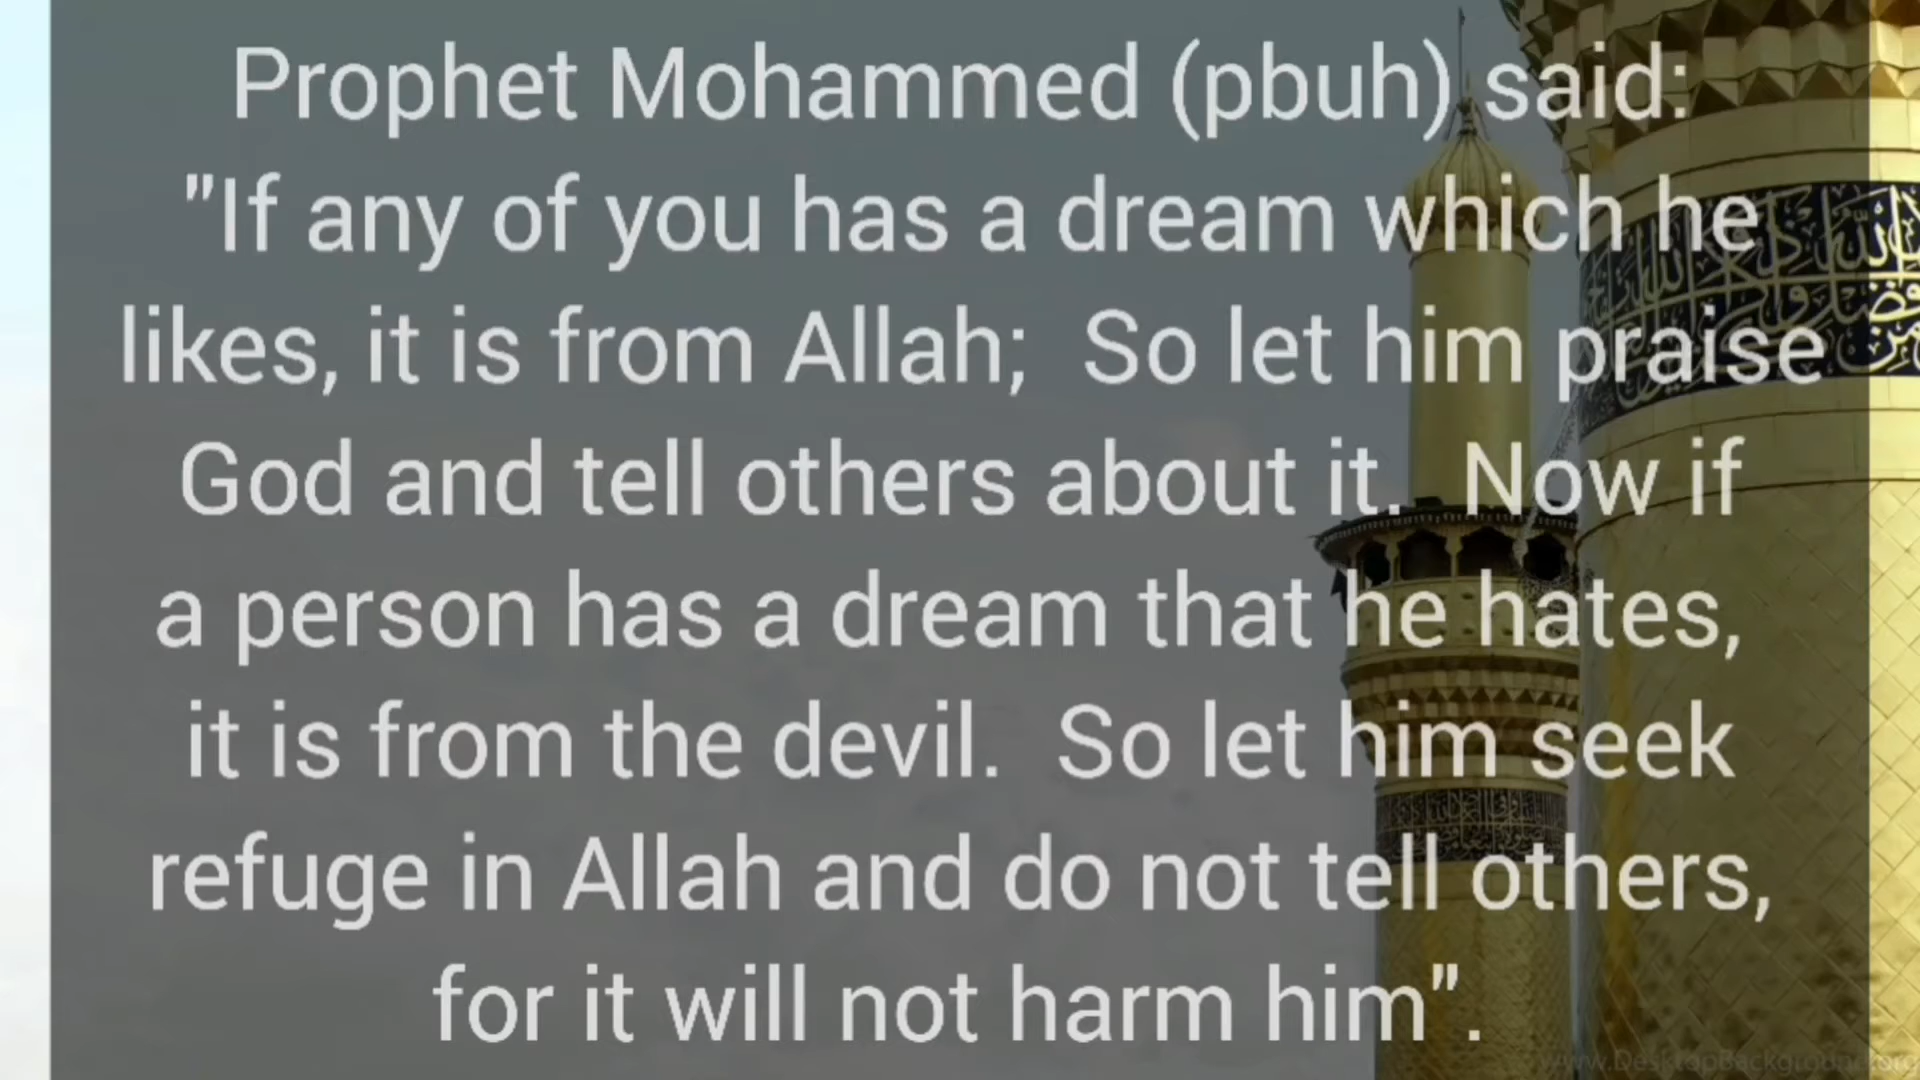 Prophet Mohammed (pbuh) said:
"If any of you has a dream which he
likes, it is from Allah;  So let him praise
God and tell others about it.  Now if
a person has a dream that he hates,
it is from the devil.  So let him seek
refuge in Allah and do not tell others,
for it will not harm him".
www.DesktopBackground.org